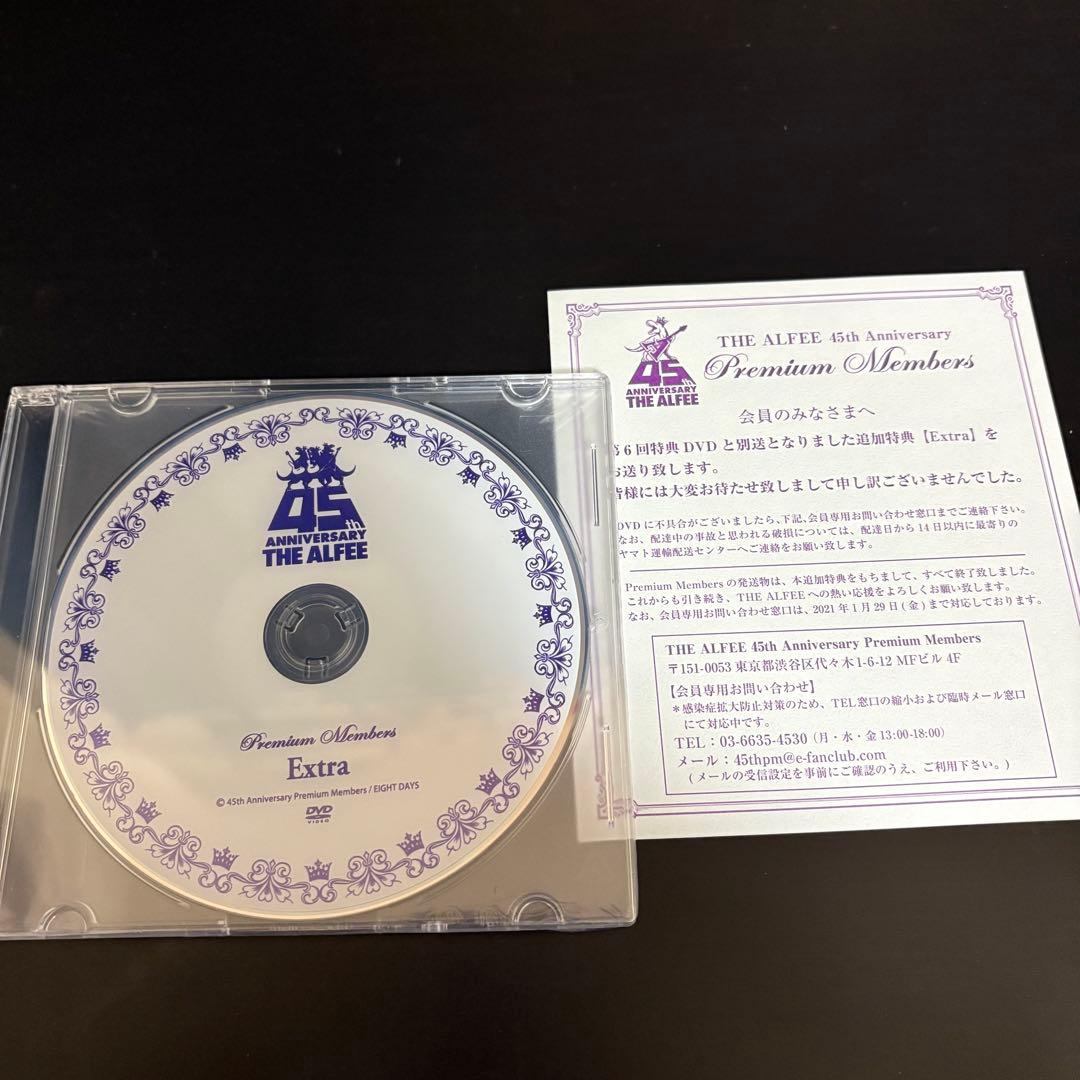 45th
ANNIVERSARY
THE ALFEE
Premium Members
Extra
© 45th Anniversary Premium Members / EIGHT DAYS
DVD
VIDEO
THE ALFEE 45th Anniversary
Premium Members
45th
ANNIVERSARY
THE ALFEE
会員のみなさまへ
第6回特典DVDと別送となりました追加特典【Extra】を
お送り致します。
皆様には大変お待たせ致しまして申し訳ございませんでした。
DVDに不具合がございましたら、下記、会員専用お問い合わせ窓口までご連絡下さい。
なお、配達中の事故と思われる破損については、配達日から14日以内に最寄りの
ヤマト運輸配送センターへご連絡をお願い致します。
Premium Membersの発送物は、本追加特典をもちまして、すべて終了致しました。
これからも引き続き、THE ALFEEへの熱い応援をよろしくお願い致します。
なお、会員専用お問い合わせ窓口は、2021年1月29日(金)まで対応しております。
THE ALFEE 45th Anniversary Premium Members
〒151-0053 東京都渋谷区代々木1-6-12 MFビル 4F
【会員専用お問い合わせ】
*感染症拡大防止対策のため、TEL窓口の縮小および臨時メール窓口
にて対応中です。
TEL:03-6635-4530(月・水・金13:00-18:00)
メール:45thpm@e-fanclub.com
(メールの受信設定を事前にご確認のうえ、ご利用下さい。)